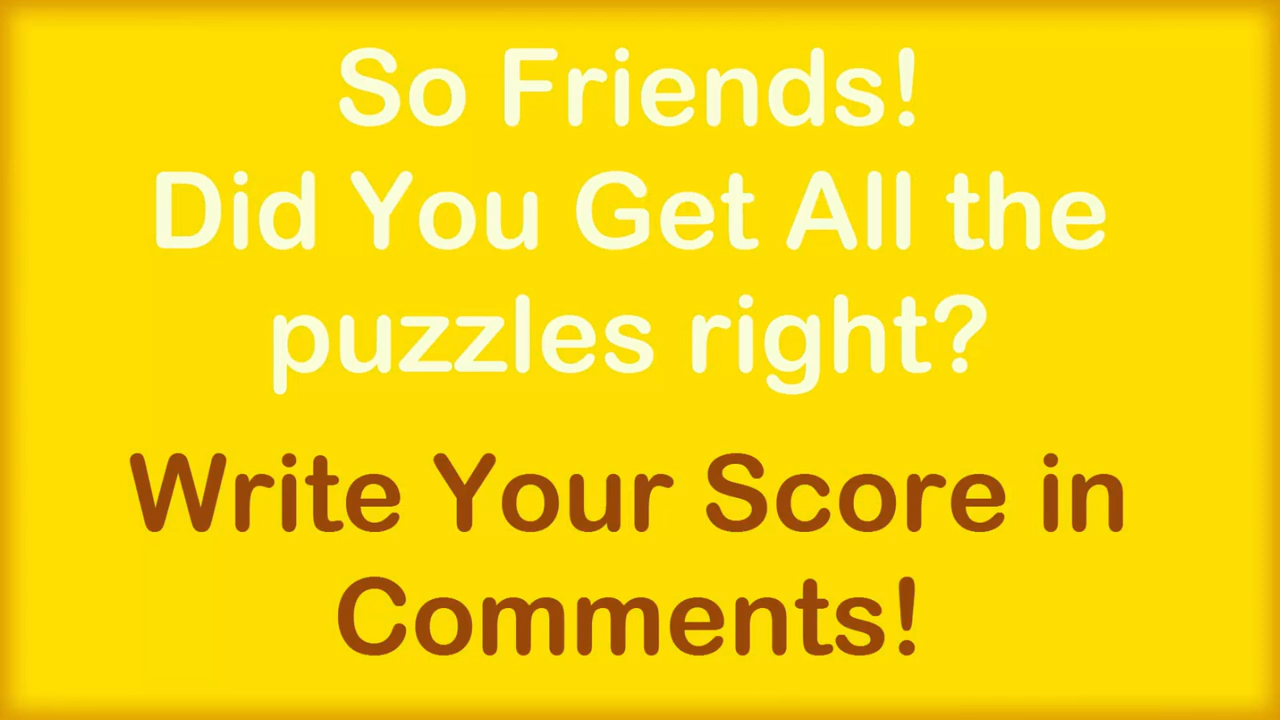 So Friends!
Did You Get All the
puzzles right?
Write Your Score in
Comments!